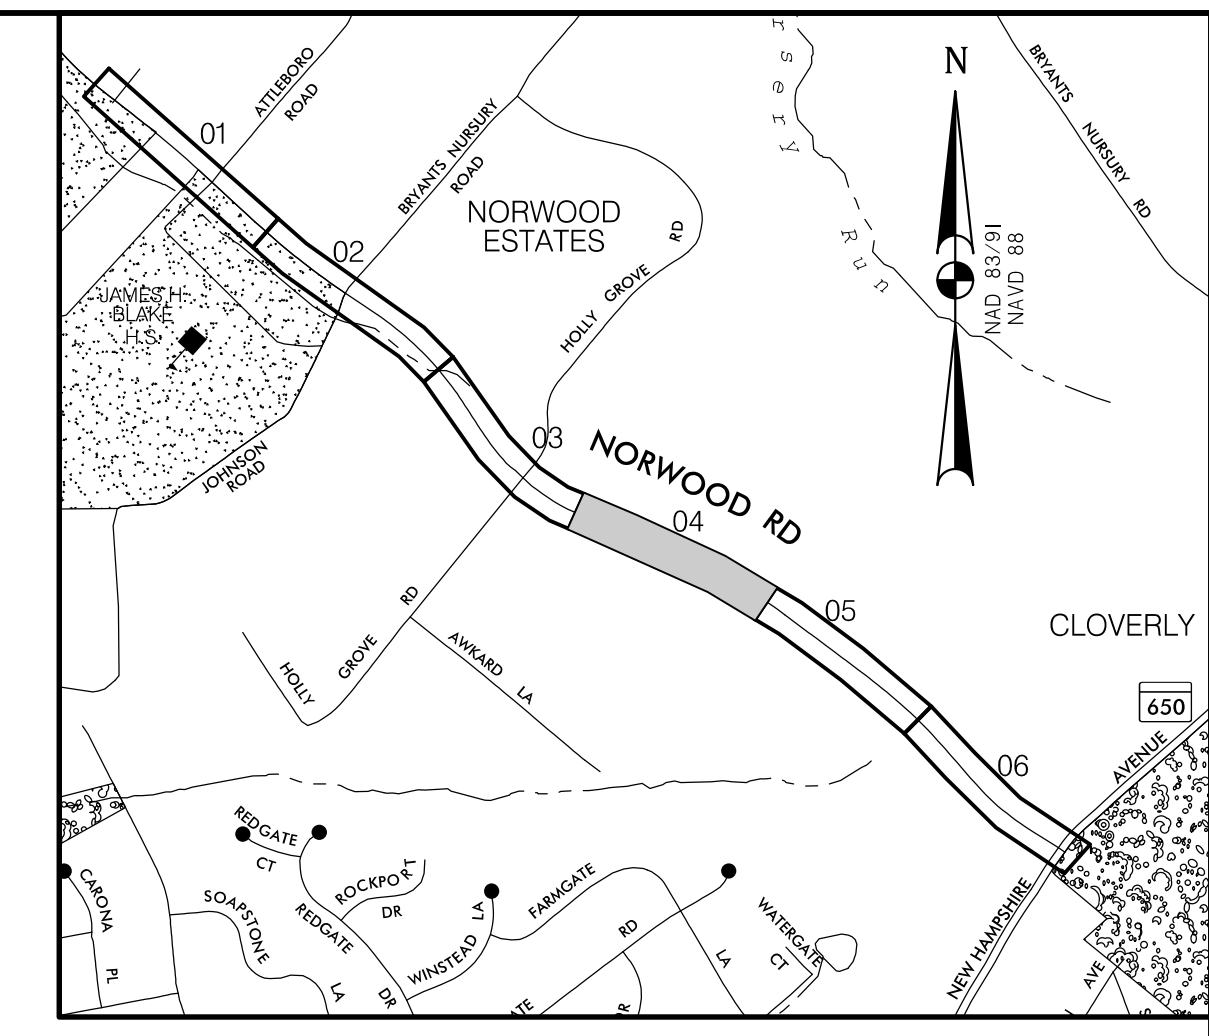 01
ATTLEBORO
ROAD
02
BRYANTS NURSURY
ROAD
NORWOOD
ESTATES
HOLLY GROVE RD
rsery
Run
N
NAD 83/91
NAVD 88
BRYANTS NURSURY RD
JAMES H.
BLAKE
H.S.
JOHNSON
ROAD
03
NORWOOD RD
04
05
CLOVERLY
650
06
AVENUE
NEW HAMPSHIRE
HOLLY GROVE RD
AWKARD LA
REDGATE
CT
ROCKPORT
DR
CARONA PL
SOAPSTONE LA
REDGATE DR
WINSTEAD LA
FARMGATE LA
RD
WATERGATE
CT
AVE